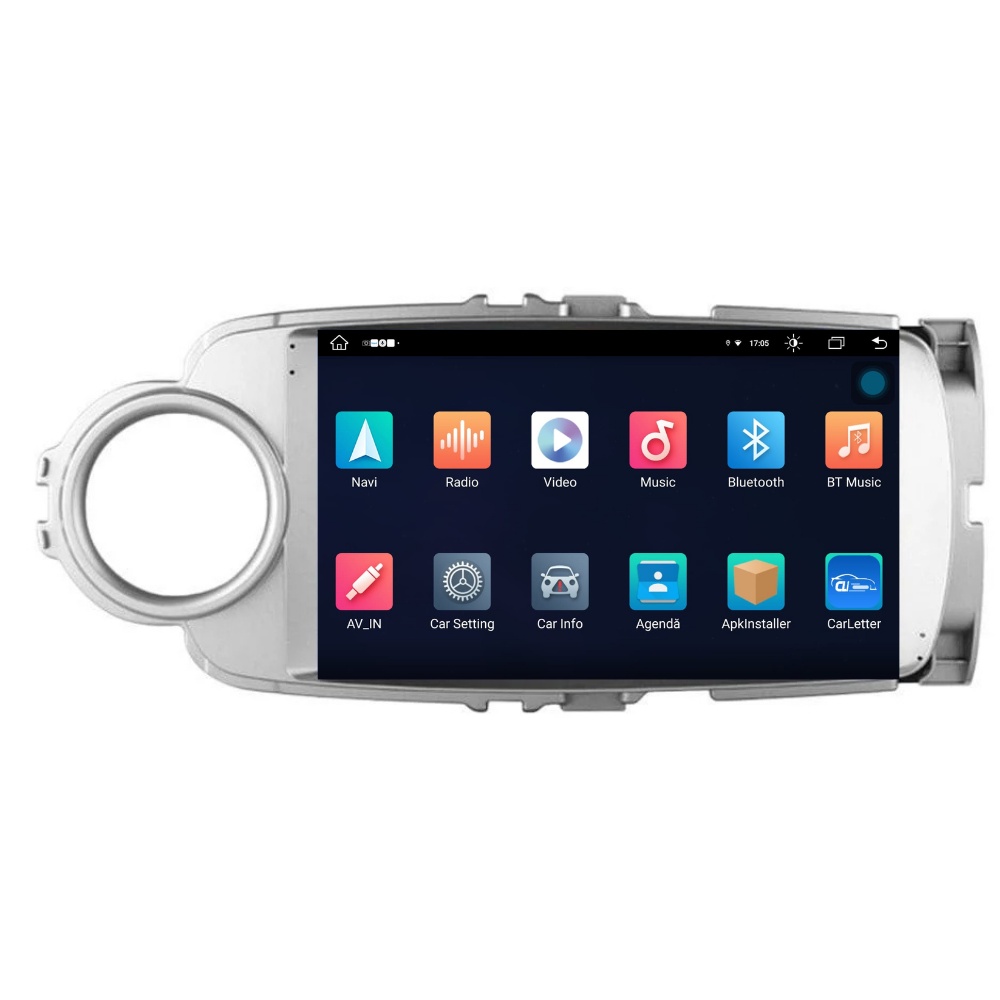 17:05
Navi
Radio
Video
Music
Bluetooth
BT Music
AV_IN
Car Setting
Car Info
Agendă
ApkInstaller
CarLetter